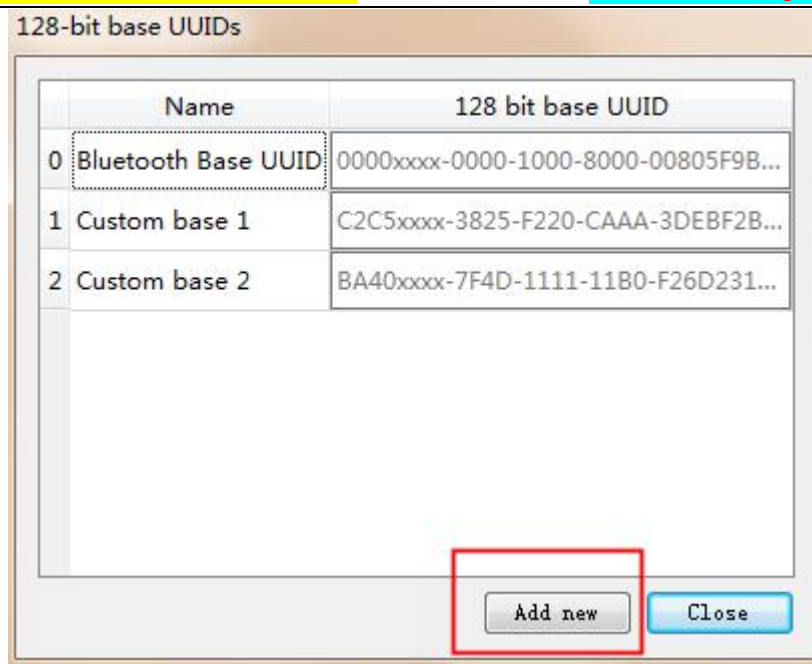 128-bit base UUIDs
Name 128 bit base UUID
0 Bluetooth Base UUID 0000xxxx-0000-1000-8000-00805F9B...
1 Custom base 1 C2C5xxxx-3825-F220-CAAA-3DEBF2B...
2 Custom base 2 BA40xxxx-7F4D-1111-11B0-F26D231...
Add new Close